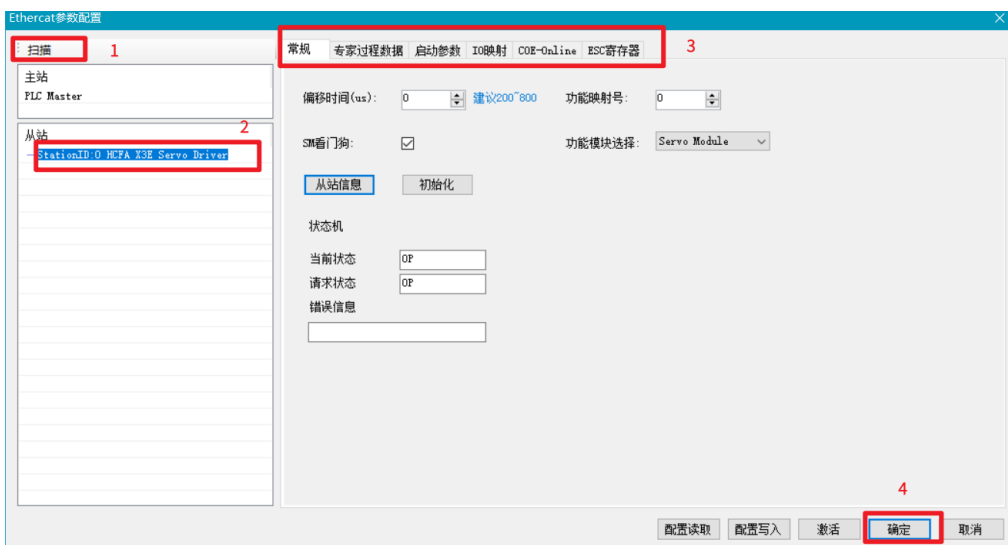 Ethercat参数配置
扫描
1
主站
PLC Master
从站
2
StationID:0 HCFA X3E Servo Driver
常规 专家过程数据 启动参数 IO映射 COE-Online ESC寄存器
3
偏移时间(us): 0 建议200~800 功能映射号: 0
SM看门狗: 功能模块选择: Servo Module
从站信息 初始化
状态机
当前状态 OP
请求状态 OP
错误信息
4
配置读取 配置写入 激活 确定 取消